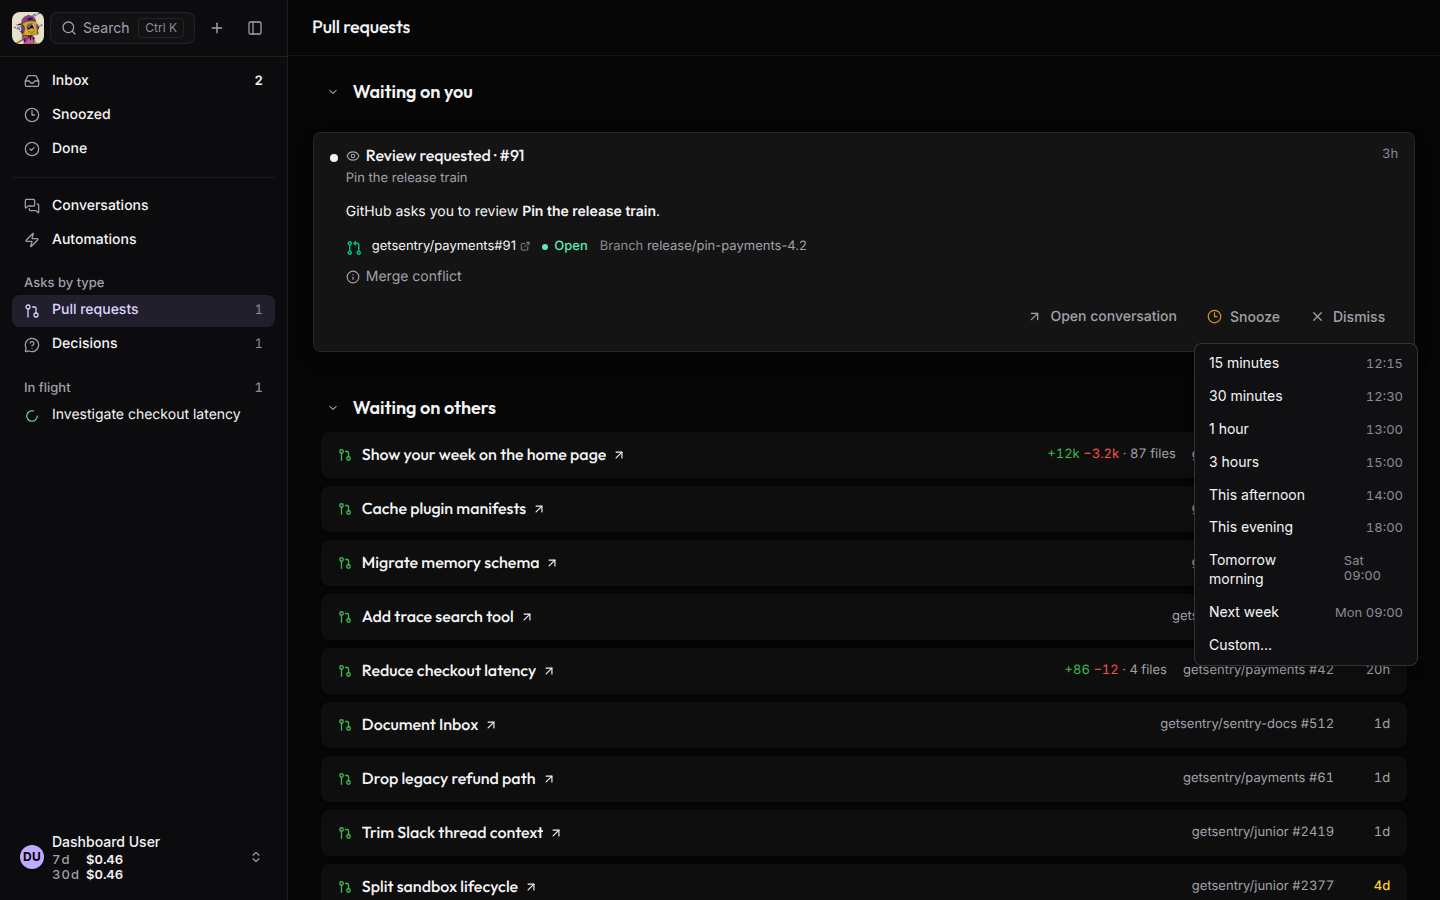 Search Ctrl K
Inbox 2
Snoozed
Done
Conversations
Automations
Asks by type
Pull requests 1
Decisions 1
In flight 1
Investigate checkout latency
Dashboard User
DU
7d $0.46
30d $0.46
Pull requests
Waiting on you
Review requested · #91 3h
Pin the release train
GitHub asks you to review Pin the release train.
getsentry/payments#91 Open Branch release/pin-payments-4.2
Merge conflict
Open conversation Snooze Dismiss
15 minutes 12:15
30 minutes 12:30
1 hour 13:00
3 hours 15:00
This afternoon 14:00
This evening 18:00
Tomorrow morning Sat 09:00
Next week Mon 09:00
Custom...
Waiting on others
Show your week on the home page +12k −3.2k · 87 files
Cache plugin manifests
Migrate memory schema
Add trace search tool
Reduce checkout latency +86 −12 · 4 files getsentry/payments #42 20h
Document Inbox getsentry/sentry-docs #512 1d
Drop legacy refund path getsentry/payments #61 1d
Trim Slack thread context getsentry/junior #2419 1d
Split sandbox lifecycle getsentry/junior #2377 4d